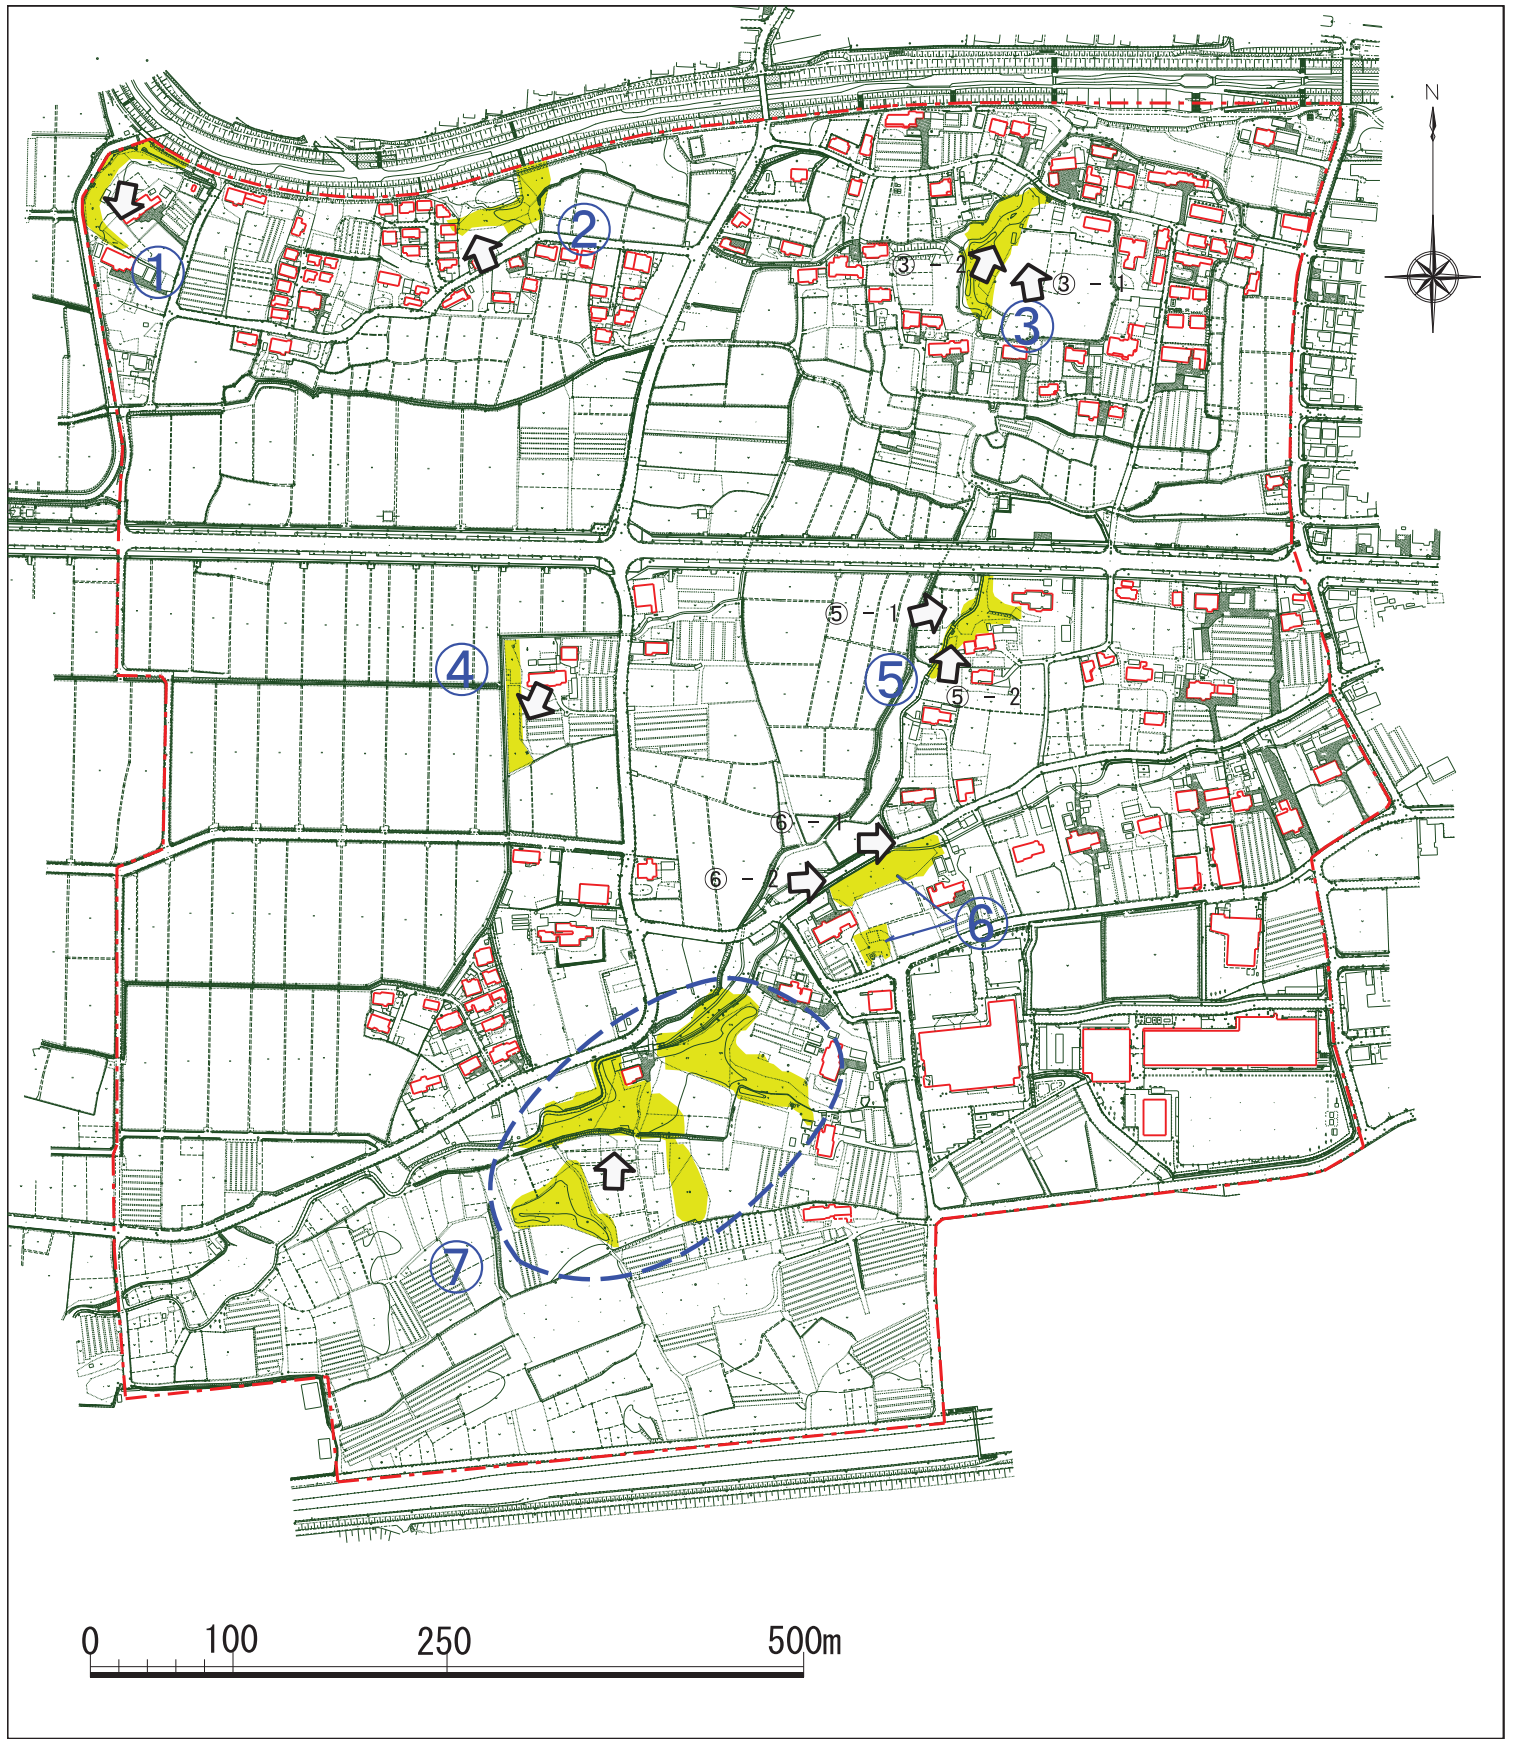 N
②
①
③ - 2
③ - 1
③
⑤ - 1
④
⑤
⑤ - 2
⑥ - 1
⑥ - 2
⑥
⑦
0 100 250 500m